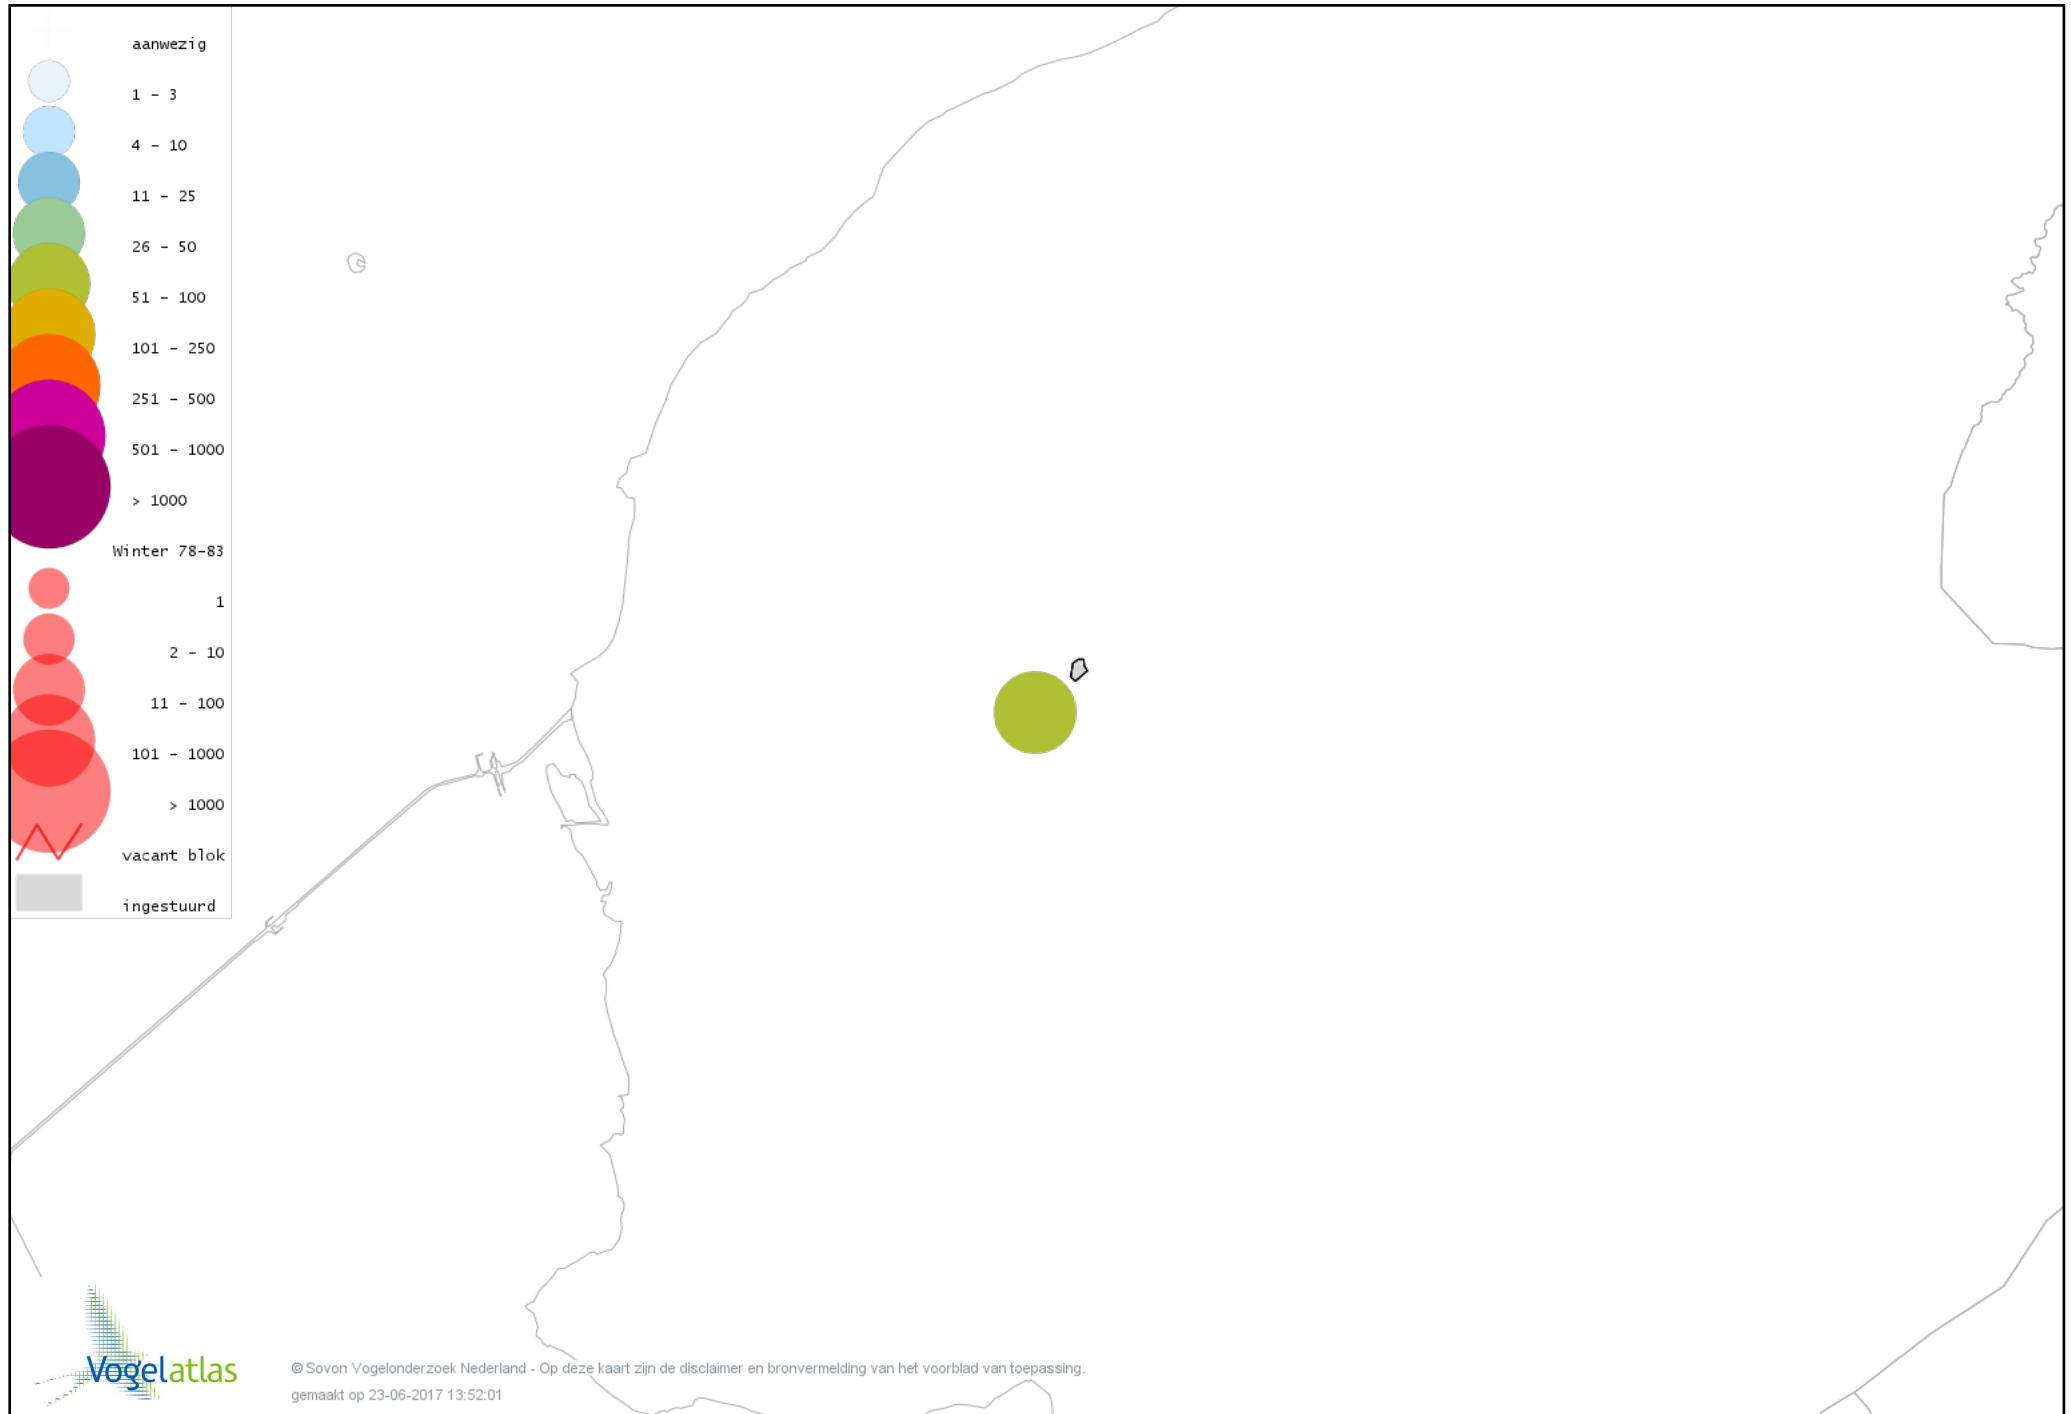 aanwezig
1 - 3
4 - 10
11 - 25
26 - 50
51 - 100
101 - 250
251 - 500
501 - 1000
> 1000
Winter 78-83
1
2 - 10
11 - 100
101 - 1000
> 1000
vacant blok
ingestuurd
Vogelatlas
© Sovon Vogelonderzoek Nederland - Op deze kaart zijn de disclaimer en bronvermelding van het voorblad van toepassing.
gemaakt op 23-06-2017 13:52:01